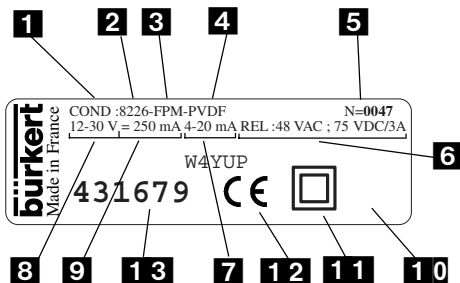 1 2 3 4 5
COND :8226-FPM-PVDF N=0047
12-30 V = 250 mA 4-20 mA REL :48 VAC ; 75 VDC/3A
6
bürkert
Made in France
W4YUP
431679 CE
8 9 13 7 12 11 10